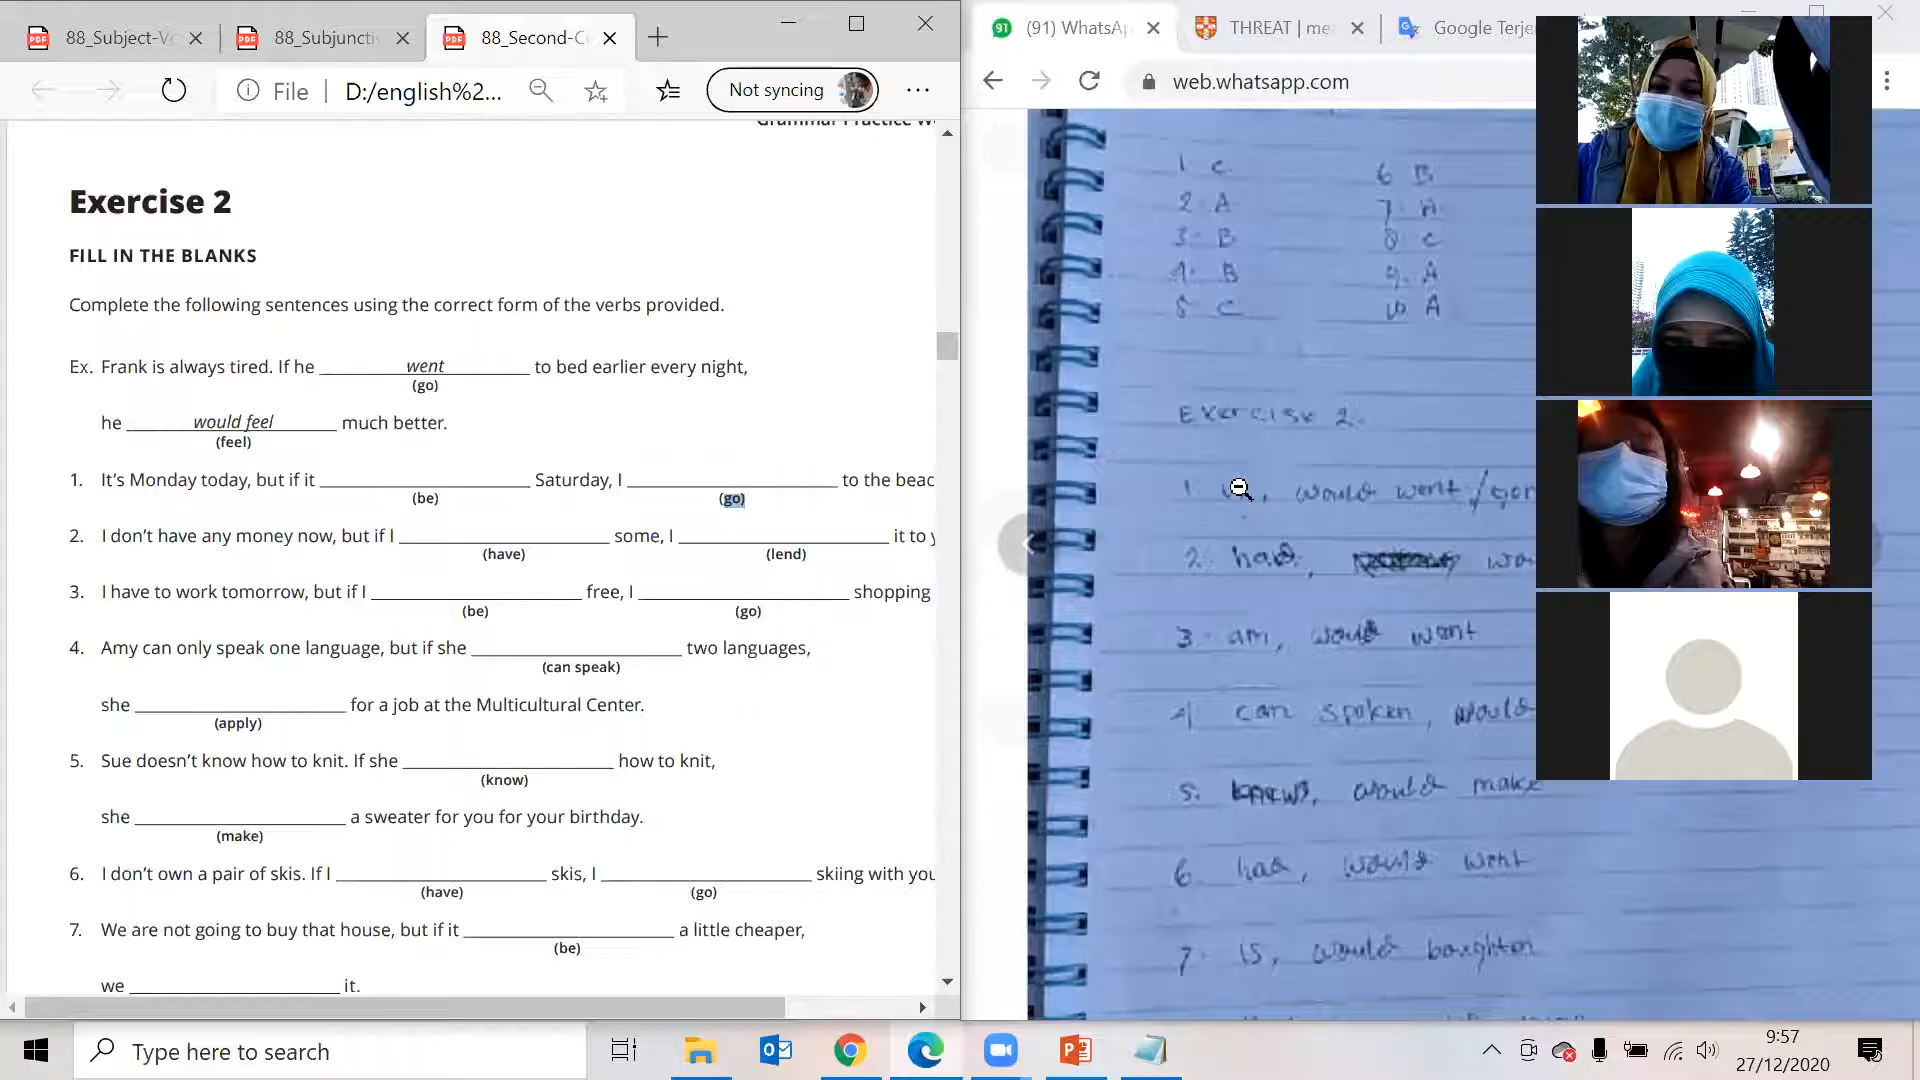 88_Subject-Ve
88_Subjunctiv
88_Second-Co
File
D:/english%2...
Not syncing
Exercise 2
FILL IN THE BLANKS
Complete the following sentences using the correct form of the verbs provided.
Ex. Frank is always tired. If he went to bed earlier every night,
(go)
he would feel much better.
(feel)
1. It's Monday today, but if it Saturday, I to the beac
(be) (go)
2. I don't have any money now, but if I some, I it to y
(have) (lend)
3. I have to work tomorrow, but if I free, I shopping
(be) (go)
4. Amy can only speak one language, but if she two languages,
(can speak)
she for a job at the Multicultural Center.
(apply)
5. Sue doesn't know how to knit. If she how to knit,
(know)
she a sweater for you for your birthday.
(make)
6. I don't own a pair of skis. If I skis, I skiing with you
(have) (go)
7. We are not going to buy that house, but if it a little cheaper,
(be)
we it.
91 (91) WhatsAp
THREAT | me
Google Terje
web.whatsapp.com
1 C 6 B
2. A 7. A
3. B 8 C
4. B 9. A
5 C 10 A
Exercise 2.
1 , would went/gon
2. had, wou
3. am, would went
4 can spoken, would
5. knows, would make
6. had, would went
7. is, would boughten
Type here to search
9:57
27/12/2020